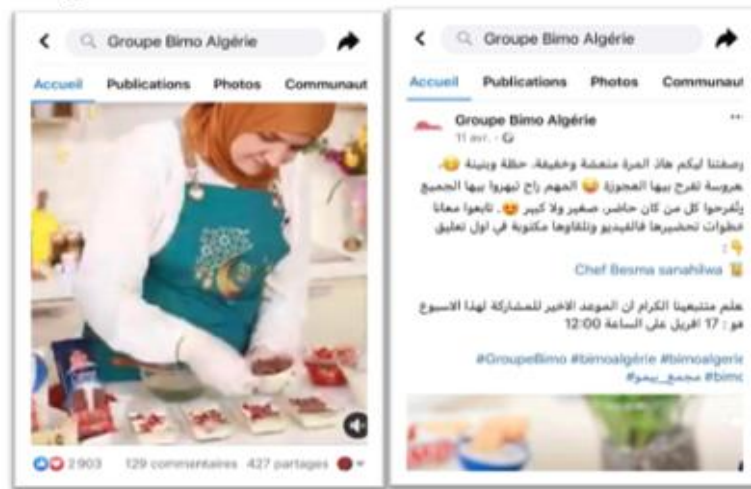 Groupe Bimo Algérie
Accueil Publications Photos Communaut
2 903 129 commentaires 427 partages
Groupe Bimo Algérie
Accueil Publications Photos Communaut
Groupe Bimo Algérie
11 avr.
وصفتنا ليكم هاذ المرة منعشة وخفيفة، حظة وبنينة 😋،
عروسة تفرح بيها العجوزة 😜 المهم راح تبهروا بيها الجميع
وتفرحوا كل من كان حاضر، صغير ولا كبير 😍. تابعوا معانا
خطوات تحضيرها فالفيديو وتلقاوها مكتوبة في اول تعليق
👇 :
Chef Besma sanahilwa
علم متتبعينا الكرام ان الموعد الاخير للمشاركة لهذا الاسبوع
هو : 17 افريل على الساعة 12:00
#GroupeBimo #bimoalgérie #bimoalgerie
#مجمع_بيمو #bimo